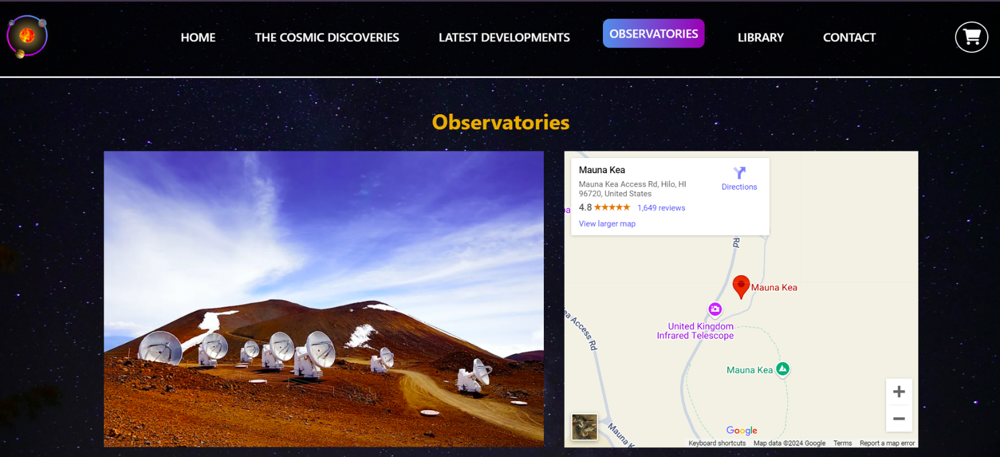 HOME
THE COSMIC DISCOVERIES
LATEST DEVELOPMENTS
OBSERVATORIES
LIBRARY
CONTACT
Observatories
Mauna Kea
Mauna Kea Access Rd, Hilo, HI
96720, United States
4.8
1,649 reviews
View larger map
Directions
Rd
Mauna Kea
United Kingdom
Infrared Telescope
ea Access Rd
Mauna Kea
Mauna K
Google
Keyboard shortcuts
Map data ©2024 Google
Terms
Report a map error